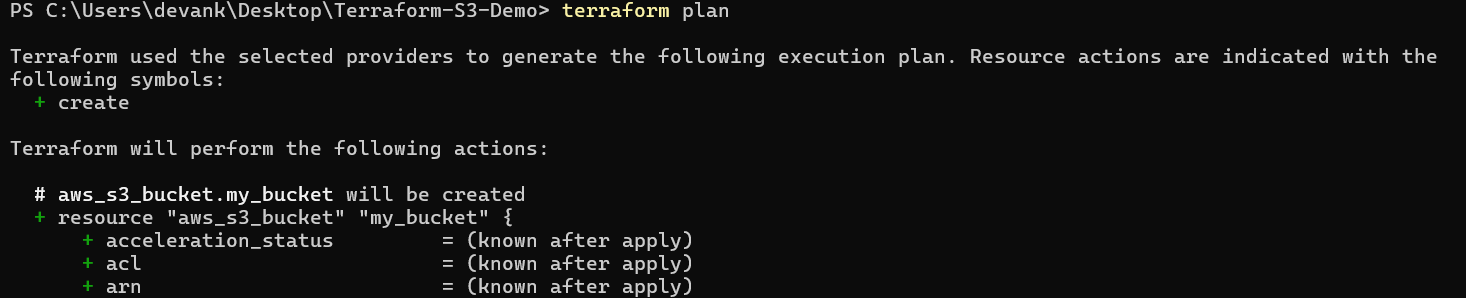 PS C:\Users\devank\Desktop\Terraform-S3-Demo> terraform plan
Terraform used the selected providers to generate the following execution plan. Resource actions are indicated with the
following symbols:
+ create
Terraform will perform the following actions:
# aws_s3_bucket.my_bucket will be created
+ resource "aws_s3_bucket" "my_bucket" {
+ acceleration_status = (known after apply)
+ acl = (known after apply)
+ arn = (known after apply)